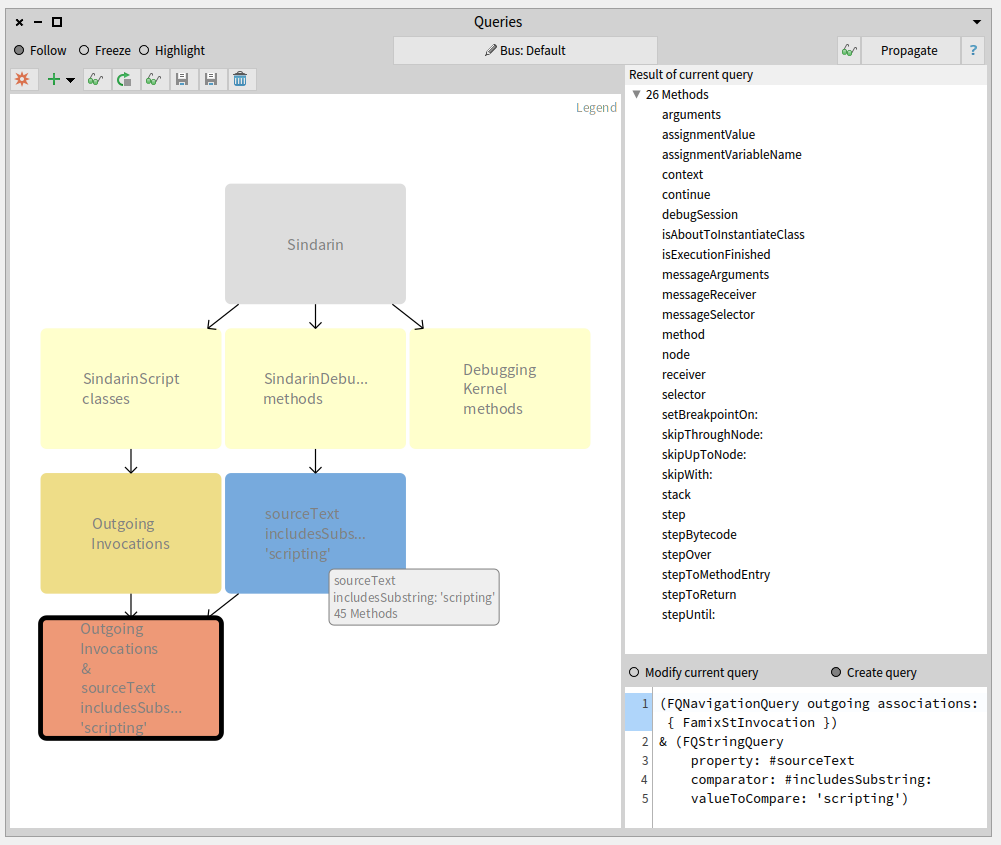 Queries
Follow Freeze Highlight
Bus: Default
Propagate
?
Legend
Sindarin
SindarinScript
classes
SindarinDebu...
methods
Debugging
Kernel
methods
Outgoing
Invocations
sourceText
includesSubs...
'scripting'
sourceText
includesSubstring: 'scripting'
45 Methods
Outgoing
Invocations
&
sourceText
includesSubs...
'scripting'
Result of current query
26 Methods
arguments
assignmentValue
assignmentVariableName
context
continue
debugSession
isAboutToInstantiateClass
isExecutionFinished
messageArguments
messageReceiver
messageSelector
method
node
receiver
selector
setBreakpointOn:
skipThroughNode:
skipUpToNode:
skipWith:
stack
step
stepBytecode
stepOver
stepToMethodEntry
stepToReturn
stepUntil:
Modify current query Create query
1 (FQNavigationQuery outgoing associations:
{ FamixStInvocation })
2 & (FQStringQuery
3 property: #sourceText
4 comparator: #includesSubstring:
5 valueToCompare: 'scripting')